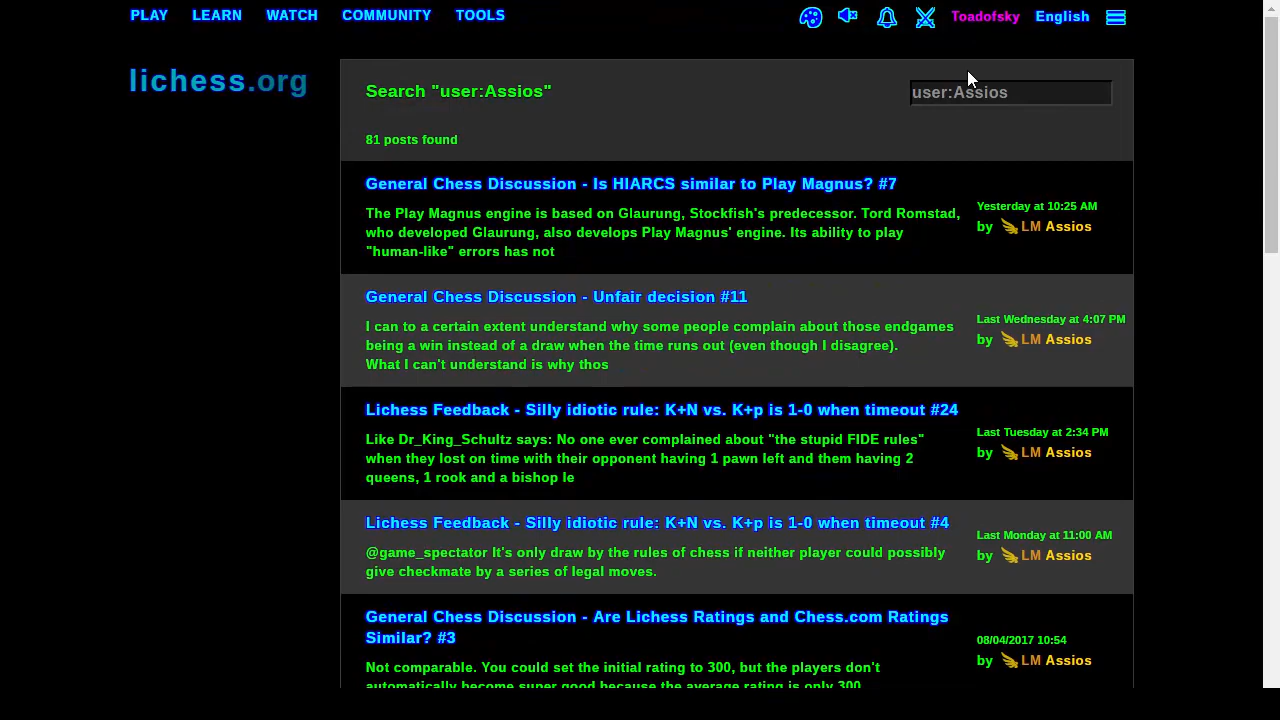 PLAY LEARN WATCH COMMUNITY TOOLS Toadofsky English
lichess.org
Search "user:Assios"
user:Assios
81 posts found
General Chess Discussion - Is HIARCS similar to Play Magnus? #7
The Play Magnus engine is based on Glaurung, Stockfish's predecessor. Tord Romstad,
who developed Glaurung, also develops Play Magnus' engine. Its ability to play
"human-like" errors has not
Yesterday at 10:25 AM
by LM Assios
General Chess Discussion - Unfair decision #11
I can to a certain extent understand why some people complain about those endgames
being a win instead of a draw when the time runs out (even though I disagree).
What I can't understand is why thos
Last Wednesday at 4:07 PM
by LM Assios
Lichess Feedback - Silly idiotic rule: K+N vs. K+p is 1-0 when timeout #24
Like Dr_King_Schultz says: No one ever complained about "the stupid FIDE rules"
when they lost on time with their opponent having 1 pawn left and them having 2
queens, 1 rook and a bishop le
Last Tuesday at 2:34 PM
by LM Assios
Lichess Feedback - Silly idiotic rule: K+N vs. K+p is 1-0 when timeout #4
@game_spectator It's only draw by the rules of chess if neither player could possibly
give checkmate by a series of legal moves.
Last Monday at 11:00 AM
by LM Assios
General Chess Discussion - Are Lichess Ratings and Chess.com Ratings
Similar? #3
Not comparable. You could set the initial rating to 300, but the players don't
automatically become super good because the average rating is only 300
08/04/2017 10:54
by LM Assios